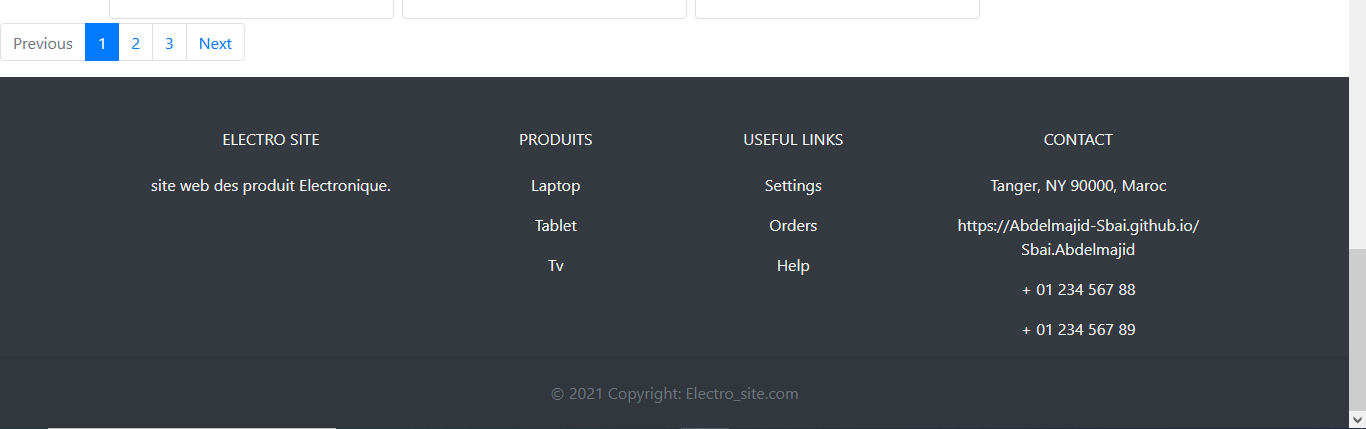 Previous 1 2 3 Next
ELECTRO SITE
site web des produit Electronique.
PRODUITS
Laptop
Tablet
Tv
USEFUL LINKS
Settings
Orders
Help
CONTACT
Tanger, NY 90000, Maroc
https://Abdelmajid-Sbai.github.io/
Sbai.Abdelmajid
+ 01 234 567 88
+ 01 234 567 89
© 2021 Copyright: Electro_site.com